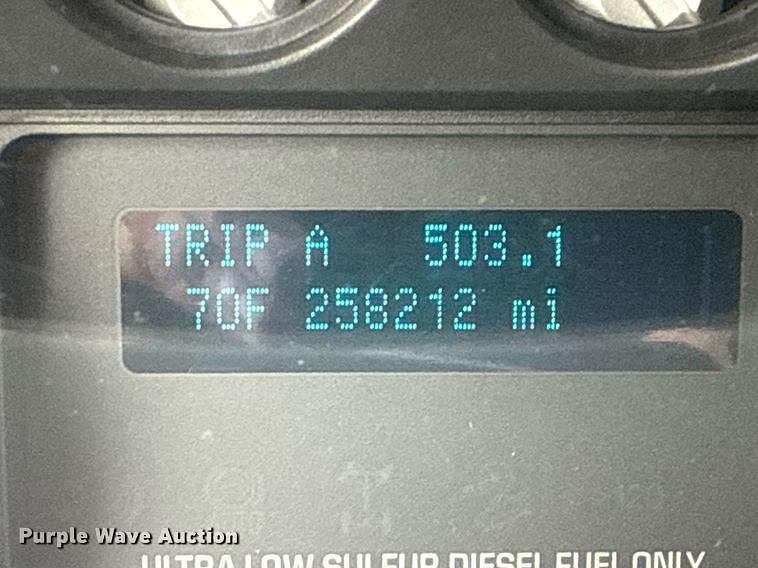 TRIP A 503.1
70F 258212 mi
Purple Wave Auction
ULTRA LOW SULFUR DIESEL FUEL ONLY